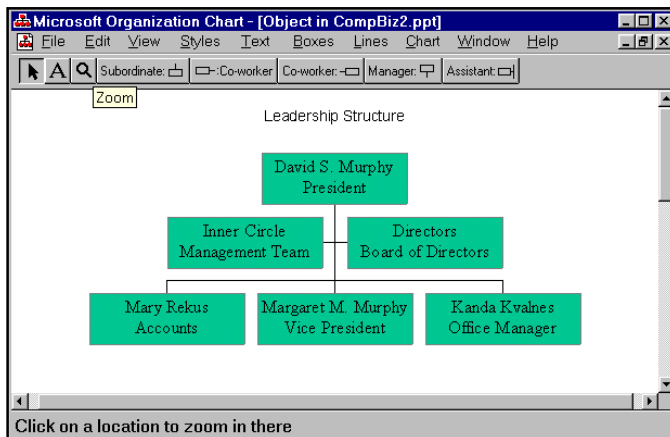 Microsoft Organization Chart - [Object in CompBiz2.ppt]
File Edit View Styles Text Boxes Lines Chart Window Help
A Subordinate: :Co-worker Co-worker: Manager: Assistant:
Zoom
Leadership Structure
David S. Murphy
President
Inner Circle
Management Team
Directors
Board of Directors
Mary Rekus
Accounts
Margaret M. Murphy
Vice President
Kanda Kvalnes
Office Manager
Click on a location to zoom in there